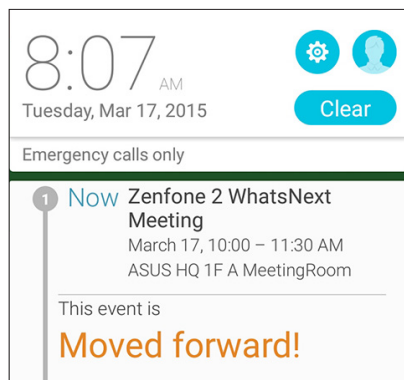 8:07 AM
Tuesday, Mar 17, 2015
Clear
Emergency calls only
1 Now Zenfone 2 WhatsNext
Meeting
March 17, 10:00 – 11:30 AM
ASUS HQ 1F A MeetingRoom
This event is
Moved forward!